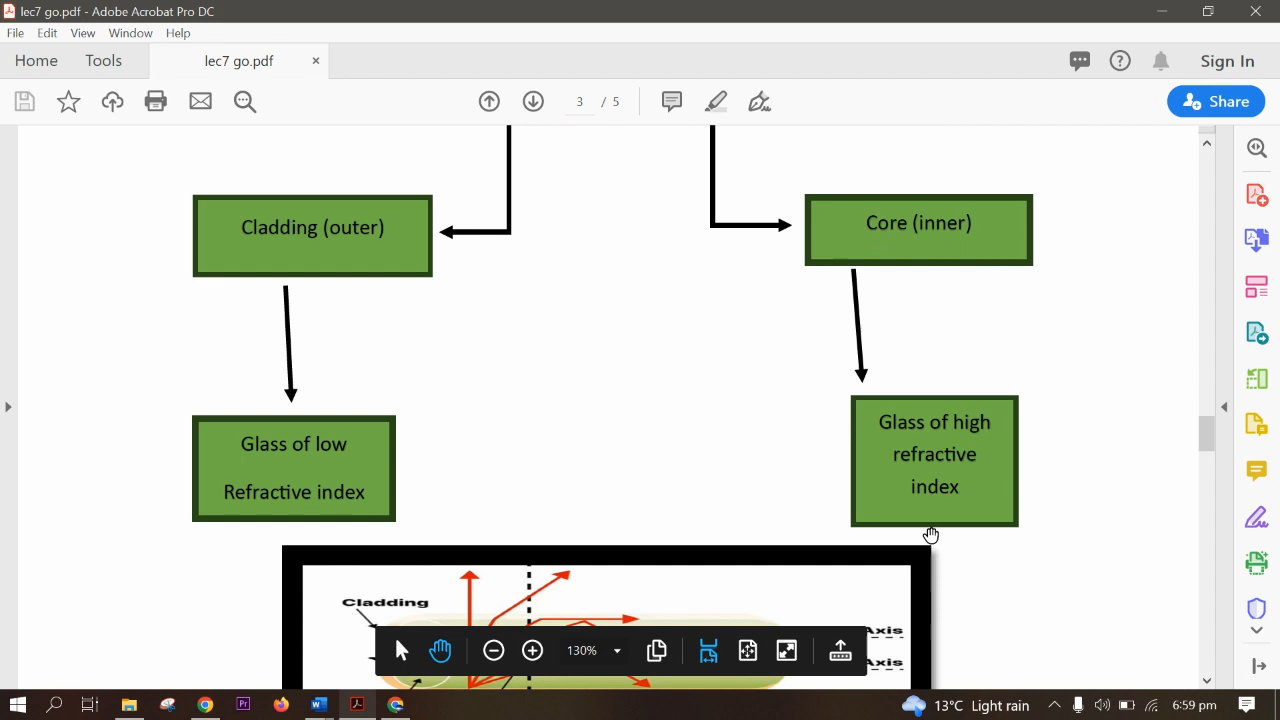 lec7 go.pdf - Adobe Acrobat Pro DC
File Edit View Window Help
Home Tools lec7 go.pdf × Sign In
3 / 5 Share
Cladding (outer)
Core (inner)
Glass of low
Refractive index
Glass of high
refractive
index
Cladding
Axis
Axis
130%
13°C Light rain 6:59 pm